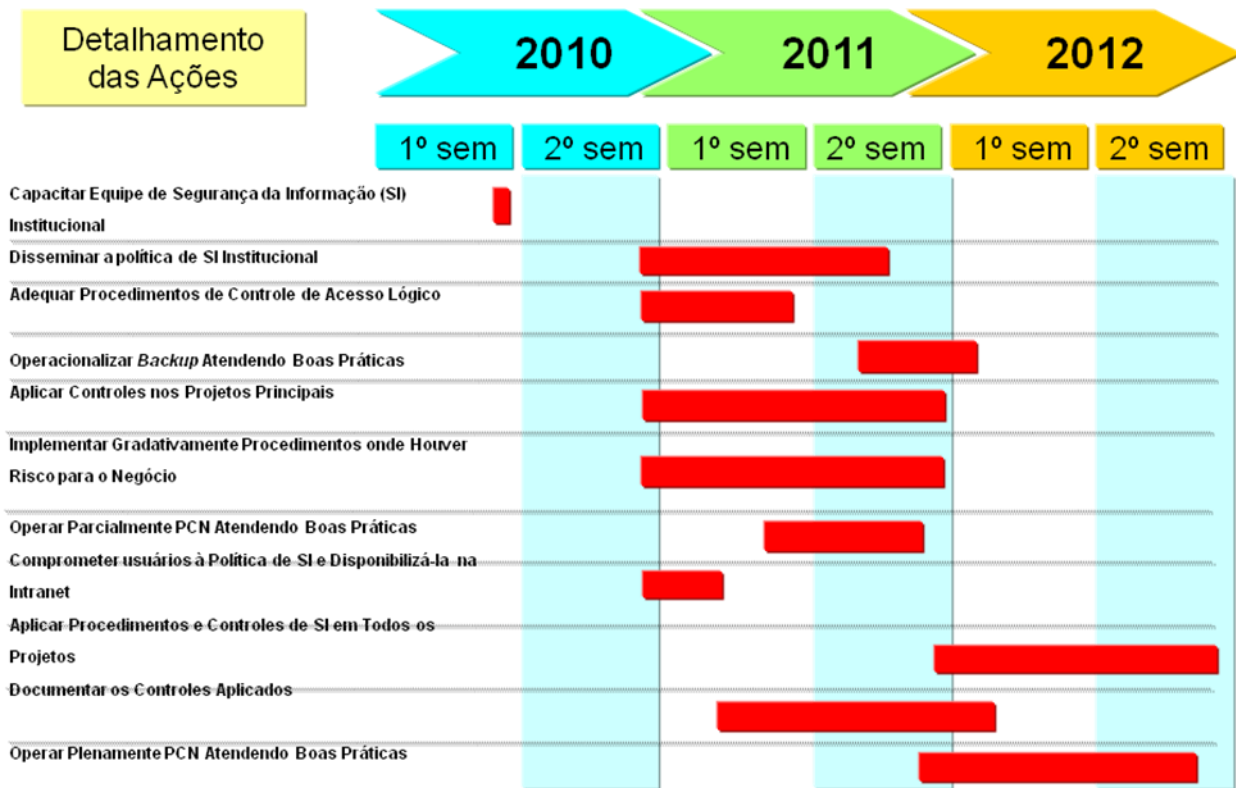 Detalhamento
das Ações
2010
2011
2012
1º sem
2º sem
1º sem
2º sem
1º sem
2º sem
Capacitar Equipe de Segurança da Informação (SI)
Institucional
Disseminar a política de SI Institucional
Adequar Procedimentos de Controle de Acesso Lógico
Operacionalizar Backup Atendendo Boas Práticas
Aplicar Controles nos Projetos Principais
Implementar Gradativamente Procedimentos onde Houver
Risco para o Negócio
Operar Parcialmente PCN Atendendo Boas Práticas
Comprometer usuários à Política de SI e Disponibilizá-la na
Intranet
Aplicar Procedimentos e Controles de SI em Todos os
Projetos
Documentar os Controles Aplicados
Operar Plenamente PCN Atendendo Boas Práticas